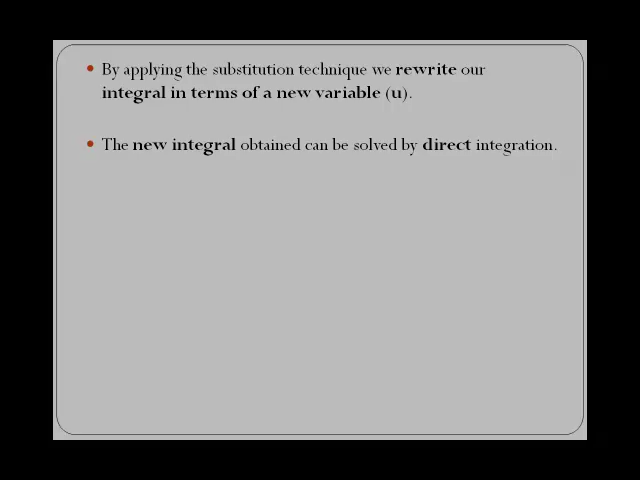 • By applying the substitution technique we rewrite our
integral in terms of a new variable (u).
• The new integral obtained can be solved by direct integration.